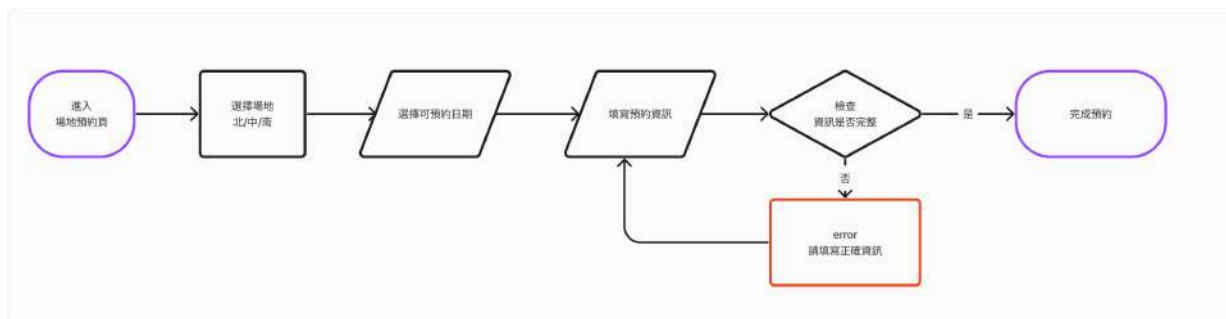 進入
場地預約頁
選擇場地
北/中/南
選擇可預約日期
填寫預約資訊
檢查
資訊是否完整
是
完成預約
否
error
請填寫正確資訊